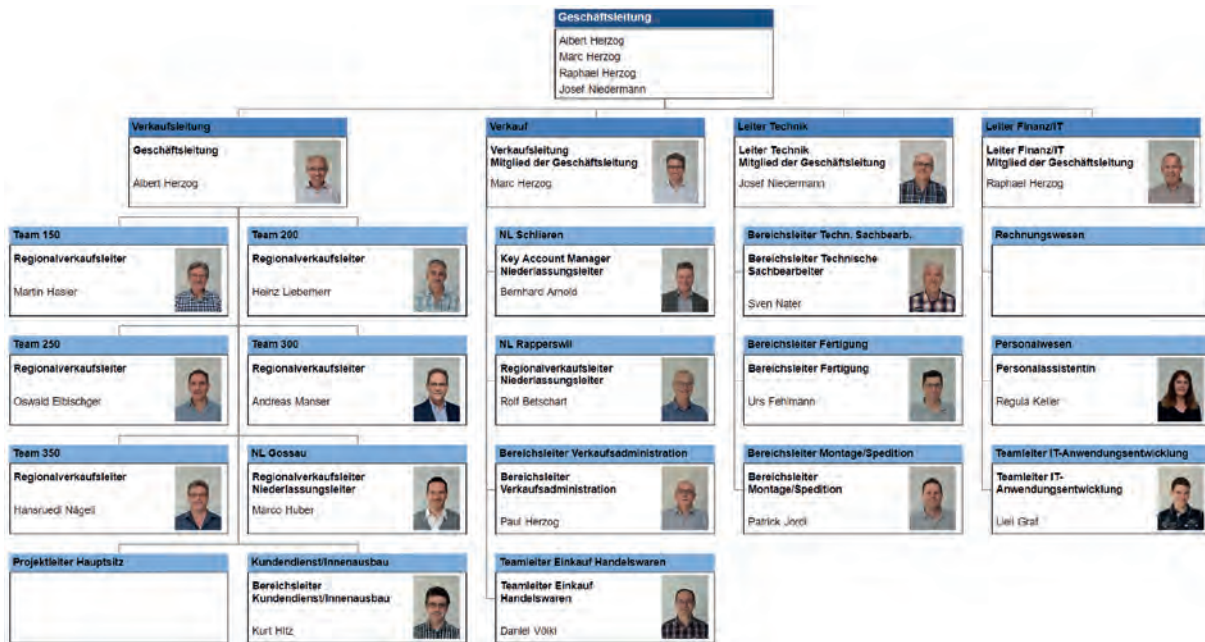 Geschäftsleitung
Albert Herzog
Marc Herzog
Raphael Herzog
Josef Niedermann
Verkaufsleitung
Geschäftsleitung
Albert Herzog
Verkauf
Verkaufsleitung
Mitglied der Geschäftsleitung
Marc Herzog
Leiter Technik
Leiter Technik
Mitglied der Geschäftsleitung
Josef Niedermann
Leiter Finanz/IT
Leiter Finanz/IT
Mitglied der Geschäftsleitung
Raphael Herzog
Team 150
Regionalverkaufsleiter
Martin Hasler
Team 200
Regionalverkaufsleiter
Heinz Lieberherr
NL Schlieren
Key Account Manager
Niederlassungsleiter
Bernhard Arnold
Bereichsleiter Techn. Sachbearb.
Bereichsleiter Technische
Sachbearbeiter
Sven Nater
Rechnungswesen
Team 250
Regionalverkaufsleiter
Oswald Eibischger
Team 300
Regionalverkaufsleiter
Andreas Manser
NL Rapperswil
Regionalverkaufsleiter
Niederlassungsleiter
Rolf Betschart
Bereichsleiter Fertigung
Bereichsleiter Fertigung
Urs Fehlmann
Personalwesen
Personalassistentin
Regula Keller
Team 350
Regionalverkaufsleiter
Hansruedi Nägeli
NL Gossau
Regionalverkaufsleiter
Niederlassungsleiter
Marco Huber
Bereichsleiter Verkaufsadministration
Bereichsleiter
Verkaufsadministration
Paul Herzog
Bereichsleiter Montage/Spedition
Bereichsleiter
Montage/Spedition
Patrick Jordi
Teamleiter IT-Anwendungsentwicklung
Teamleiter IT-
Anwendungsentwicklung
Graf
Projektleiter Hauptsitz
Kundendienst/Innenausbau
Bereichsleiter
Kundendienst/Innenausbau
Kurt Hitz
Teamleiter Einkauf Handelswaren
Teamleiter Einkauf
Handelswaren
Daniel Völki